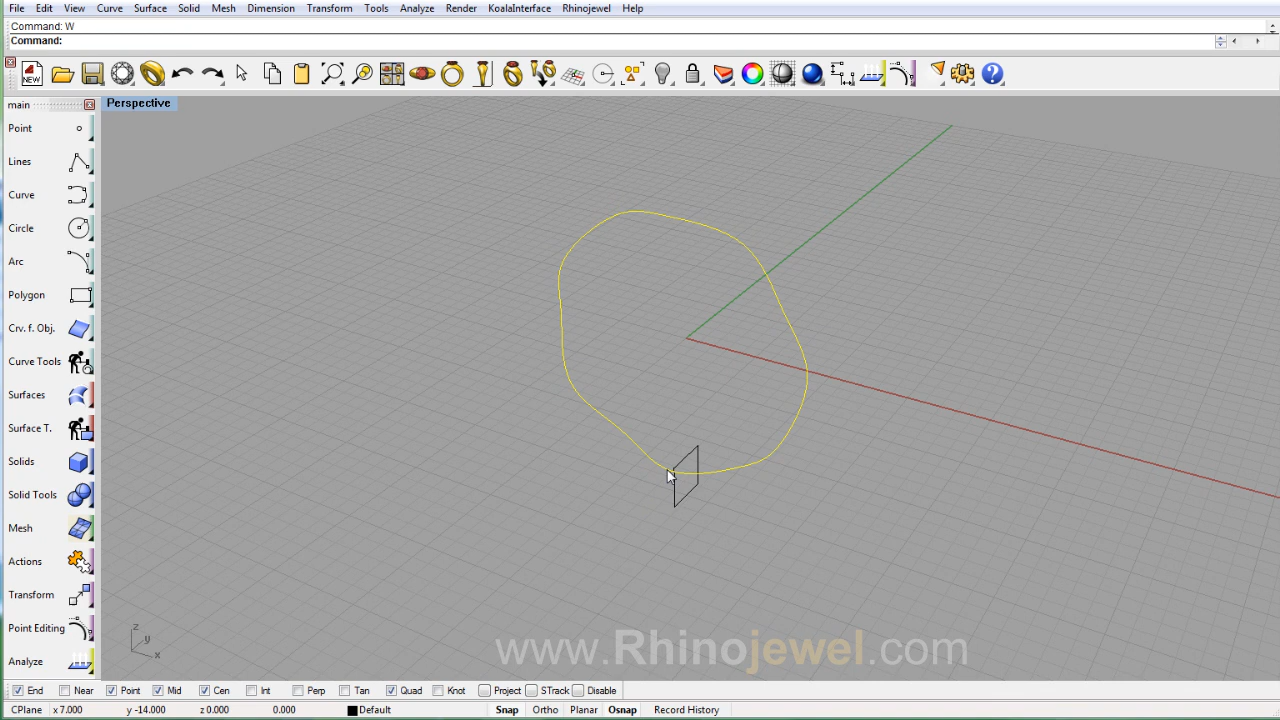 File Edit View Curve Surface Solid Mesh Dimension Transform Tools Analyze Render KoalaInterface Rhinojewel Help
Command: W
Command:
NEW
main
Perspective
Point
Lines
Curve
Circle
Arc
Polygon
Crv. f. Obj.
Curve Tools
Surfaces
Surface T.
Solids
Solid Tools
Mesh
Actions
Transform
Point Editing
Analyze
z
y
x
www.Rhinojewel.com
End Near Point Mid Cen Int Perp Tan Quad Knot Project STrack Disable
CPlane x 7.000 y -14.000 z 0.000 0.000 Default Snap Ortho Planar Osnap Record History